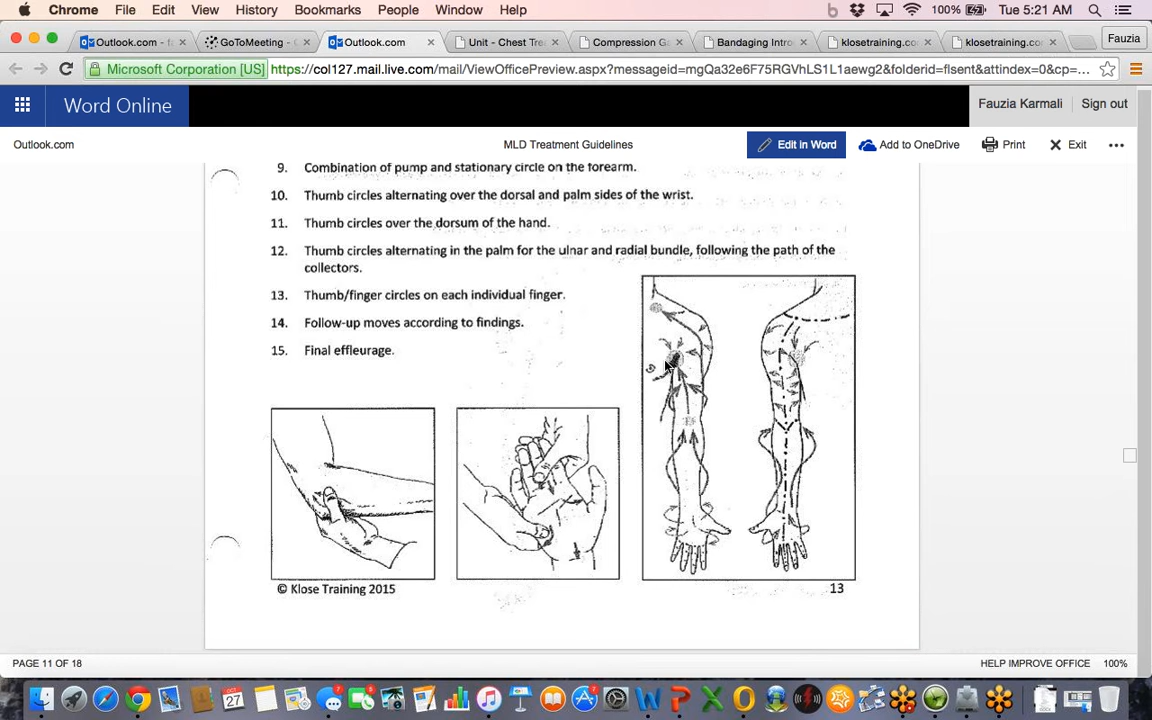 Chrome File Edit View History Bookmarks People Window Help 100% Tue 5:21 AM
Outlook.com - GoToMeeting - Outlook.com Unit - Chest Tre Compression Ga Bandaging Intro klosetraining.co klosetraining.co Fauzia
Microsoft Corporation [US] https://col127.mail.live.com/mail/ViewOfficePreview.aspx?messageid=mgQa32e6F75RGVhLS1L1aewg2&folderid=flsent&attindex=0&cp=...
Word Online Fauzia Karmali Sign out
Outlook.com MLD Treatment Guidelines Edit in Word Add to OneDrive Print Exit
9. Combination of pump and stationary circle on the forearm.
10. Thumb circles alternating over the dorsal and palm sides of the wrist.
11. Thumb circles over the dorsum of the hand.
12. Thumb circles alternating in the palm for the ulnar and radial bundle, following the path of the
collectors.
13. Thumb/finger circles on each individual finger.
14. Follow-up moves according to findings.
15. Final effleurage.
© Klose Training 2015 13
PAGE 11 OF 18 HELP IMPROVE OFFICE 100%
OCT
27